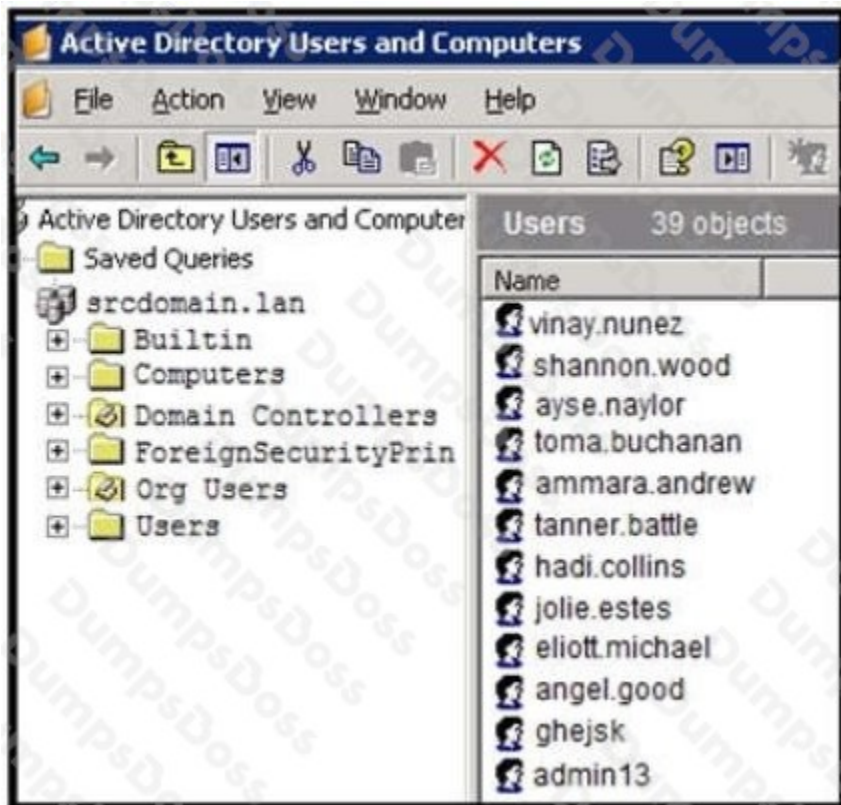 Active Directory Users and Computers
File Action View Window Help
Active Directory Users and Computer
Saved Queries
srcdomain.lan
Builtin
Computers
Domain Controllers
ForeignSecurityPrin
Org Users
Users
Users 39 objects
Name
vinay.nunez
shannon.wood
ayse.naylor
toma.buchanan
ammara.andrew
tanner.battle
hadi.collins
jolie.estes
eliott.michael
angel.good
ghejsk
admin13
DumpsDoss